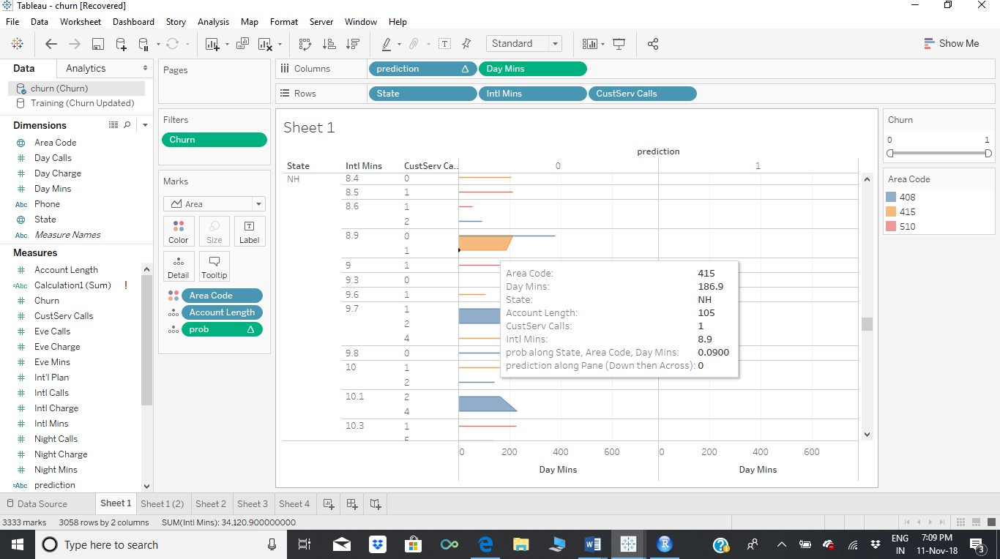 Tableau - churn [Recovered]
File Data Worksheet Dashboard Story Analysis Map Format Server Window Help
Standard
Show Me
Data Analytics
churn (Churn)
Training (Churn Updated)
Dimensions
Area Code
Day Calls
Day Charge
Day Mins
Abc Phone
State
Abc Measure Names
Measures
Account Length
=Abc Calculation1 (Sum) !
Churn
CustServ Calls
Eve Calls
Eve Charge
Eve Mins
Int'l Plan
Intl Calls
Intl Charge
Intl Mins
Night Calls
Night Charge
Night Mins
=Abc prediction
Pages
Filters
Churn
Marks
Area
Color Size Label
Detail Tooltip
Area Code
Account Length
prob Δ
Columns prediction Δ Day Mins
Rows State Intl Mins CustServ Calls
Sheet 1
prediction
State Intl Mins CustServ Ca.. 0 1
NH 8.4 0
8.5 1
8.6 1
2
8.9 0
1
9 1
9.3 0
9.6 1
9.7 1
2
4
9.8 0
10 1
2
10.1 2
4
10.3 1
5
0 200 400 600 0 200 400 600
Day Mins Day Mins
Area Code: 415
Day Mins: 186.9
State: NH
Account Length: 105
CustServ Calls: 1
Intl Mins: 8.9
prob along State, Area Code, Day Mins: 0.0900
prediction along Pane (Down then Across): 0
Churn
0 1
Area Code
408
415
510
Data Source Sheet 1 Sheet 1 (2) Sheet 2 Sheet 3 Sheet 4
3333 marks 3058 rows by 2 columns SUM(Intl Mins): 34,120.900000000
Type here to search
ENG 7:09 PM
IN 11-Nov-18
3